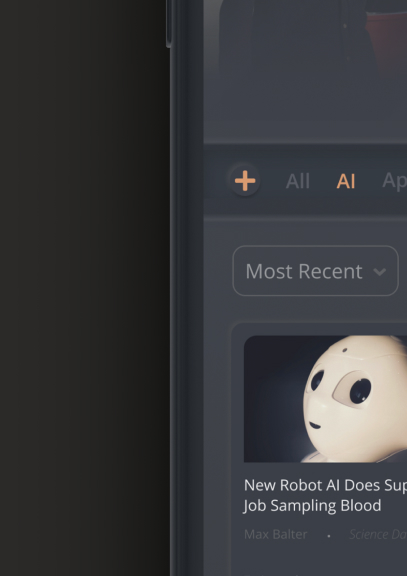 All AI Ap
Most Recent
New Robot AI Does Sup
Job Sampling Blood
Max Balter • Science Da